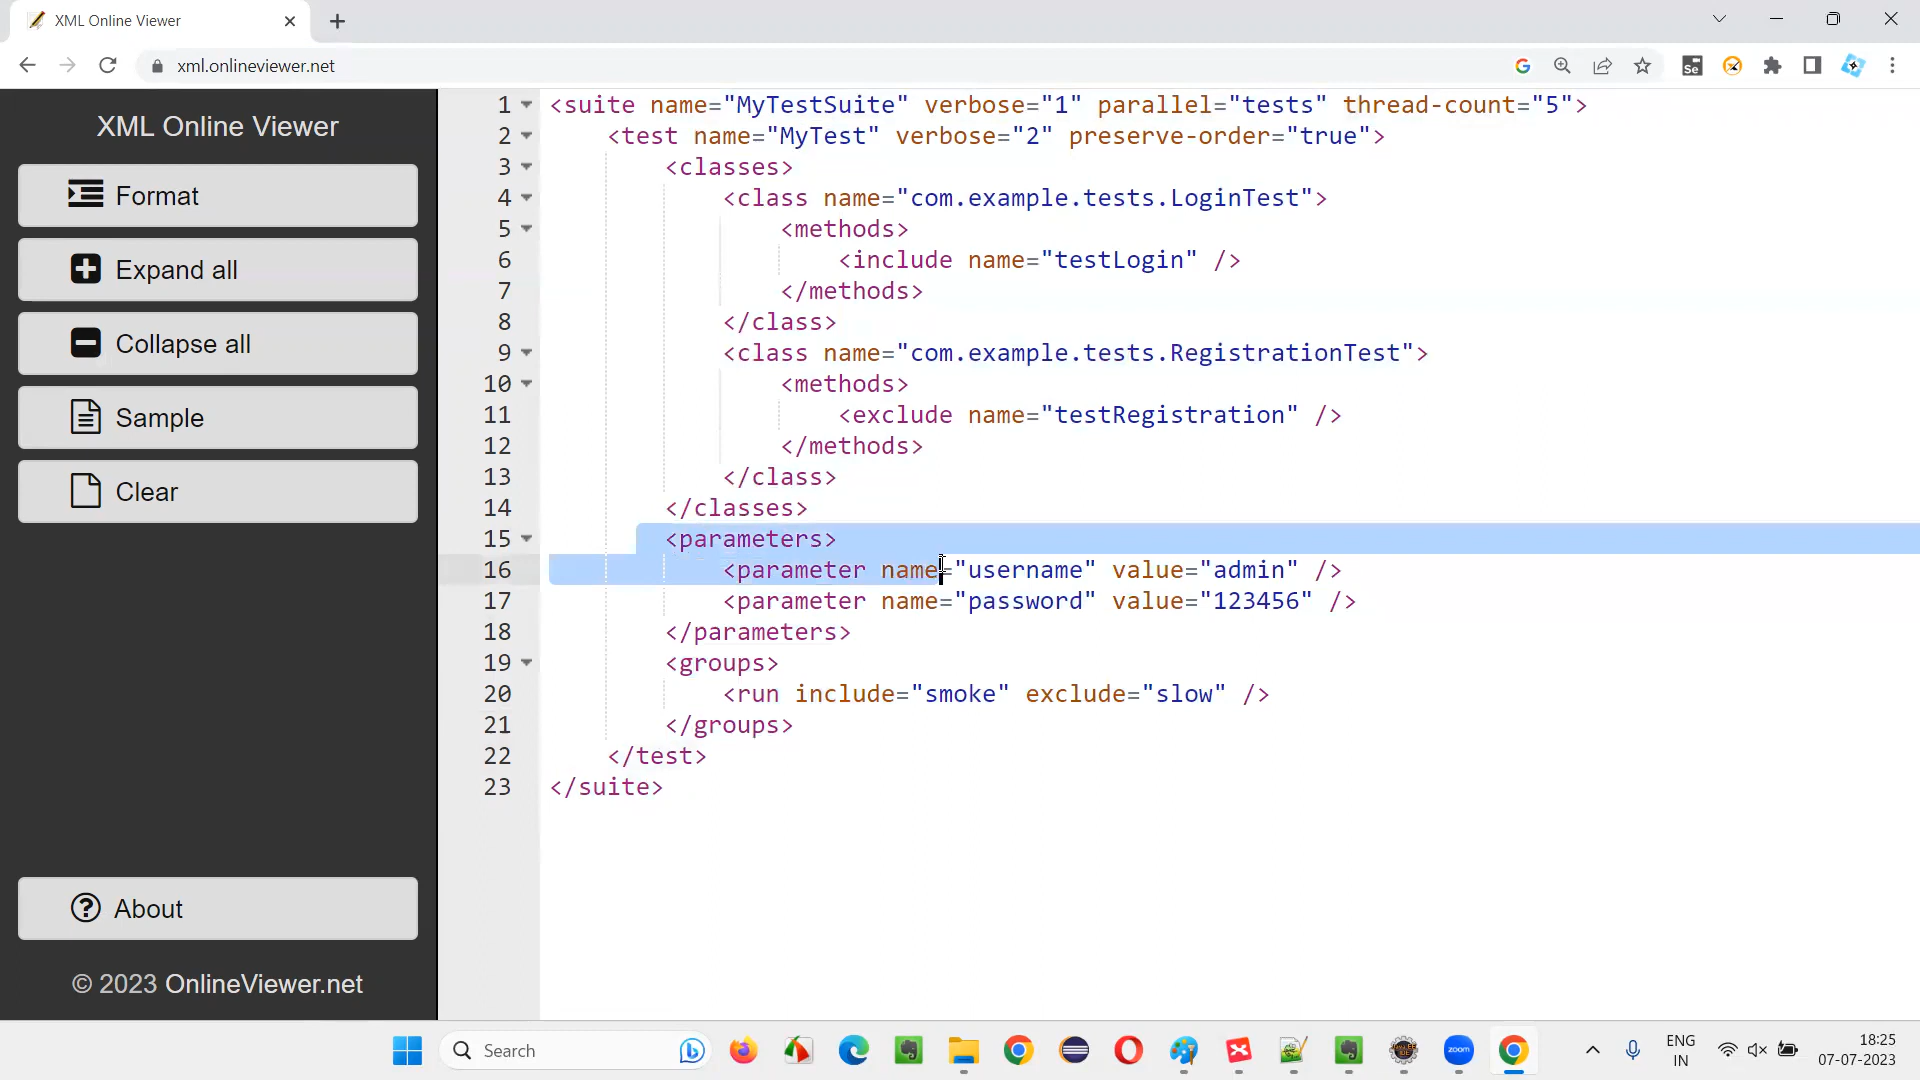 XML Online Viewer
xml.onlineviewer.net
XML Online Viewer
Format
Expand all
Collapse all
Sample
Clear
About
© 2023 OnlineViewer.net
1 <suite name="MyTestSuite" verbose="1" parallel="tests" thread-count="5">
2 <test name="MyTest" verbose="2" preserve-order="true">
3 <classes>
4 <class name="com.example.tests.LoginTest">
5 <methods>
6 <include name="testLogin" />
7 </methods>
8 </class>
9 <class name="com.example.tests.RegistrationTest">
10 <methods>
11 <exclude name="testRegistration" />
12 </methods>
13 </class>
14 </classes>
15 <parameters>
16 <parameter name="username" value="admin" />
17 <parameter name="password" value="123456" />
18 </parameters>
19 <groups>
20 <run include="smoke" exclude="slow" />
21 </groups>
22 </test>
23 </suite>
Search
zoom
ENG
IN
18:25
07-07-2023